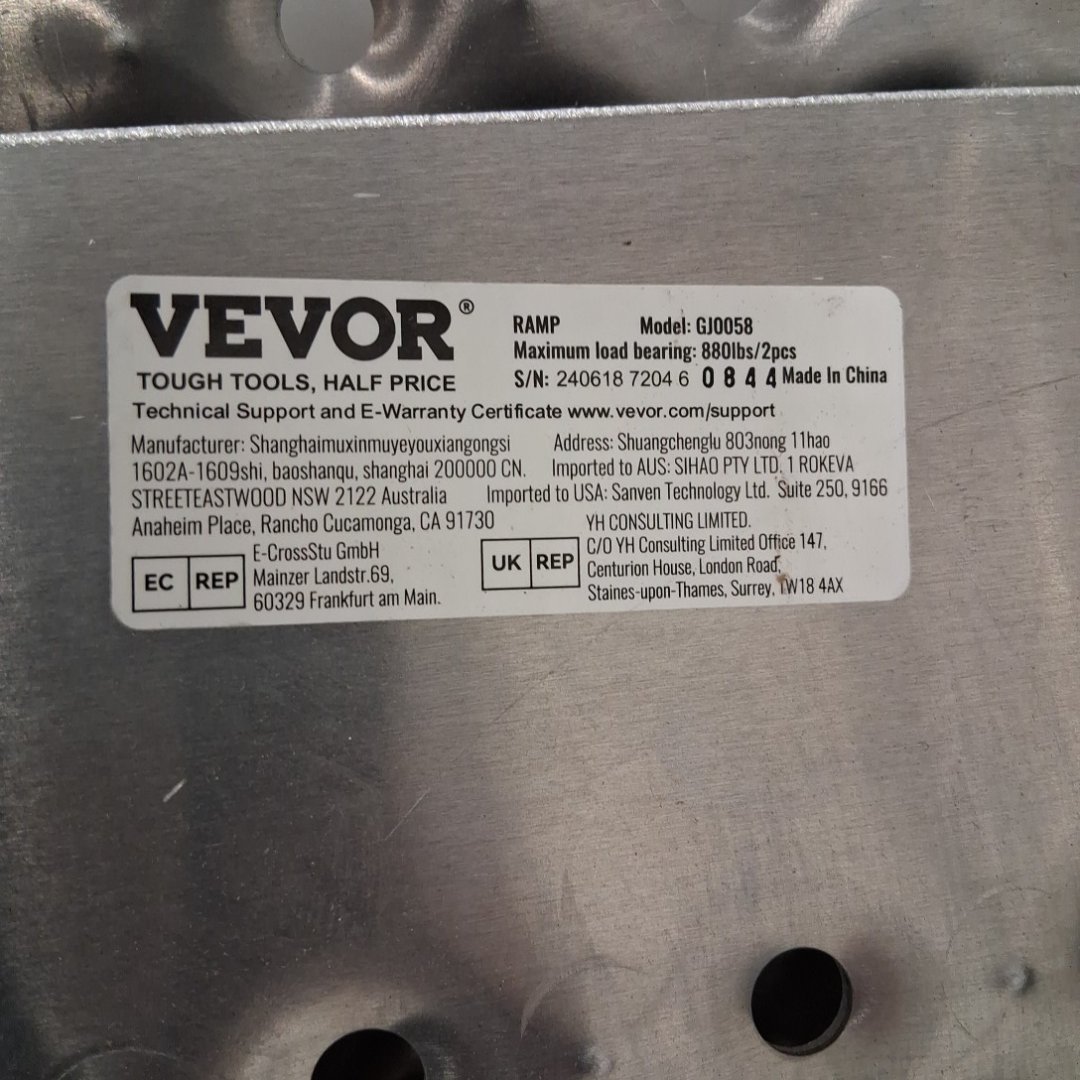 VEVOR®
TOUGH TOOLS, HALF PRICE
RAMP Model: GJ0058
Maximum load bearing: 880lbs/2pcs
S/N: 240618 7204 6 0 8 4 4 Made In China
Technical Support and E-Warranty Certificate www.vevor.com/support
Manufacturer: Shanghaimuxinmuyeyouxiangongsi Address: Shuangchenglu 803nong 11hao
1602A-1609shi, baoshanqu, shanghai 200000 CN. Imported to AUS: SIHAO PTY LTD. 1 ROKEVA
STREETEASTWOOD NSW 2122 Australia Imported to USA: Sanven Technology Ltd. Suite 250, 9166
Anaheim Place, Rancho Cucamonga, CA 91730
EC REP
E-CrossStu GmbH
Mainzer Landstr.69,
60329 Frankfurt am Main.
UK REP
YH CONSULTING LIMITED.
C/O YH Consulting Limited Office 147,
Centurion House, London Road,
Staines-upon-Thames, Surrey, TW18 4AX